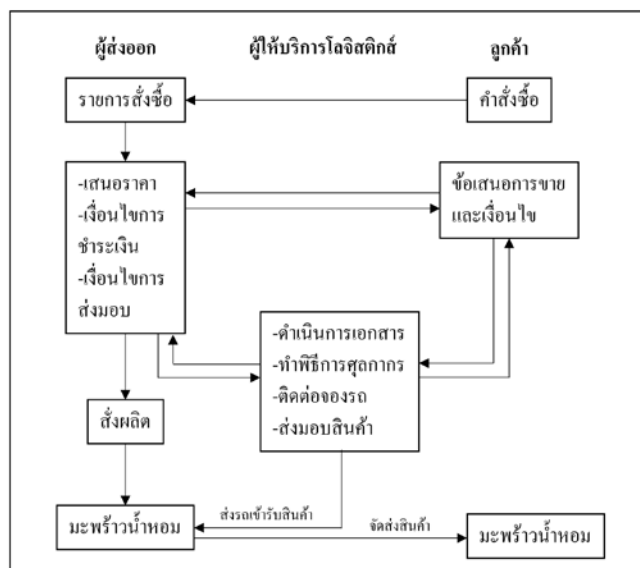 ผู้ส่งออก
ผู้ให้บริการโลจิสติกส์
ลูกค้า
รายการสั่งซื้อ
คำสั่งซื้อ
-เสนอราคา
-เงื่อนไขการ
ชำระเงิน
-เงื่อนไขการ
ส่งมอบ
ข้อเสนอการขาย
และเงื่อนไข
-ดำเนินการเอกสาร
-ทำพิธีการศุลกากร
-ติดต่อของรถ
-ส่งมอบสินค้า
สั่งผลิต
ส่งรถเข้ารับสินค้า
จัดส่งสินค้า
มะพร้าวน้ำหอม
มะพร้าวน้ำหอม